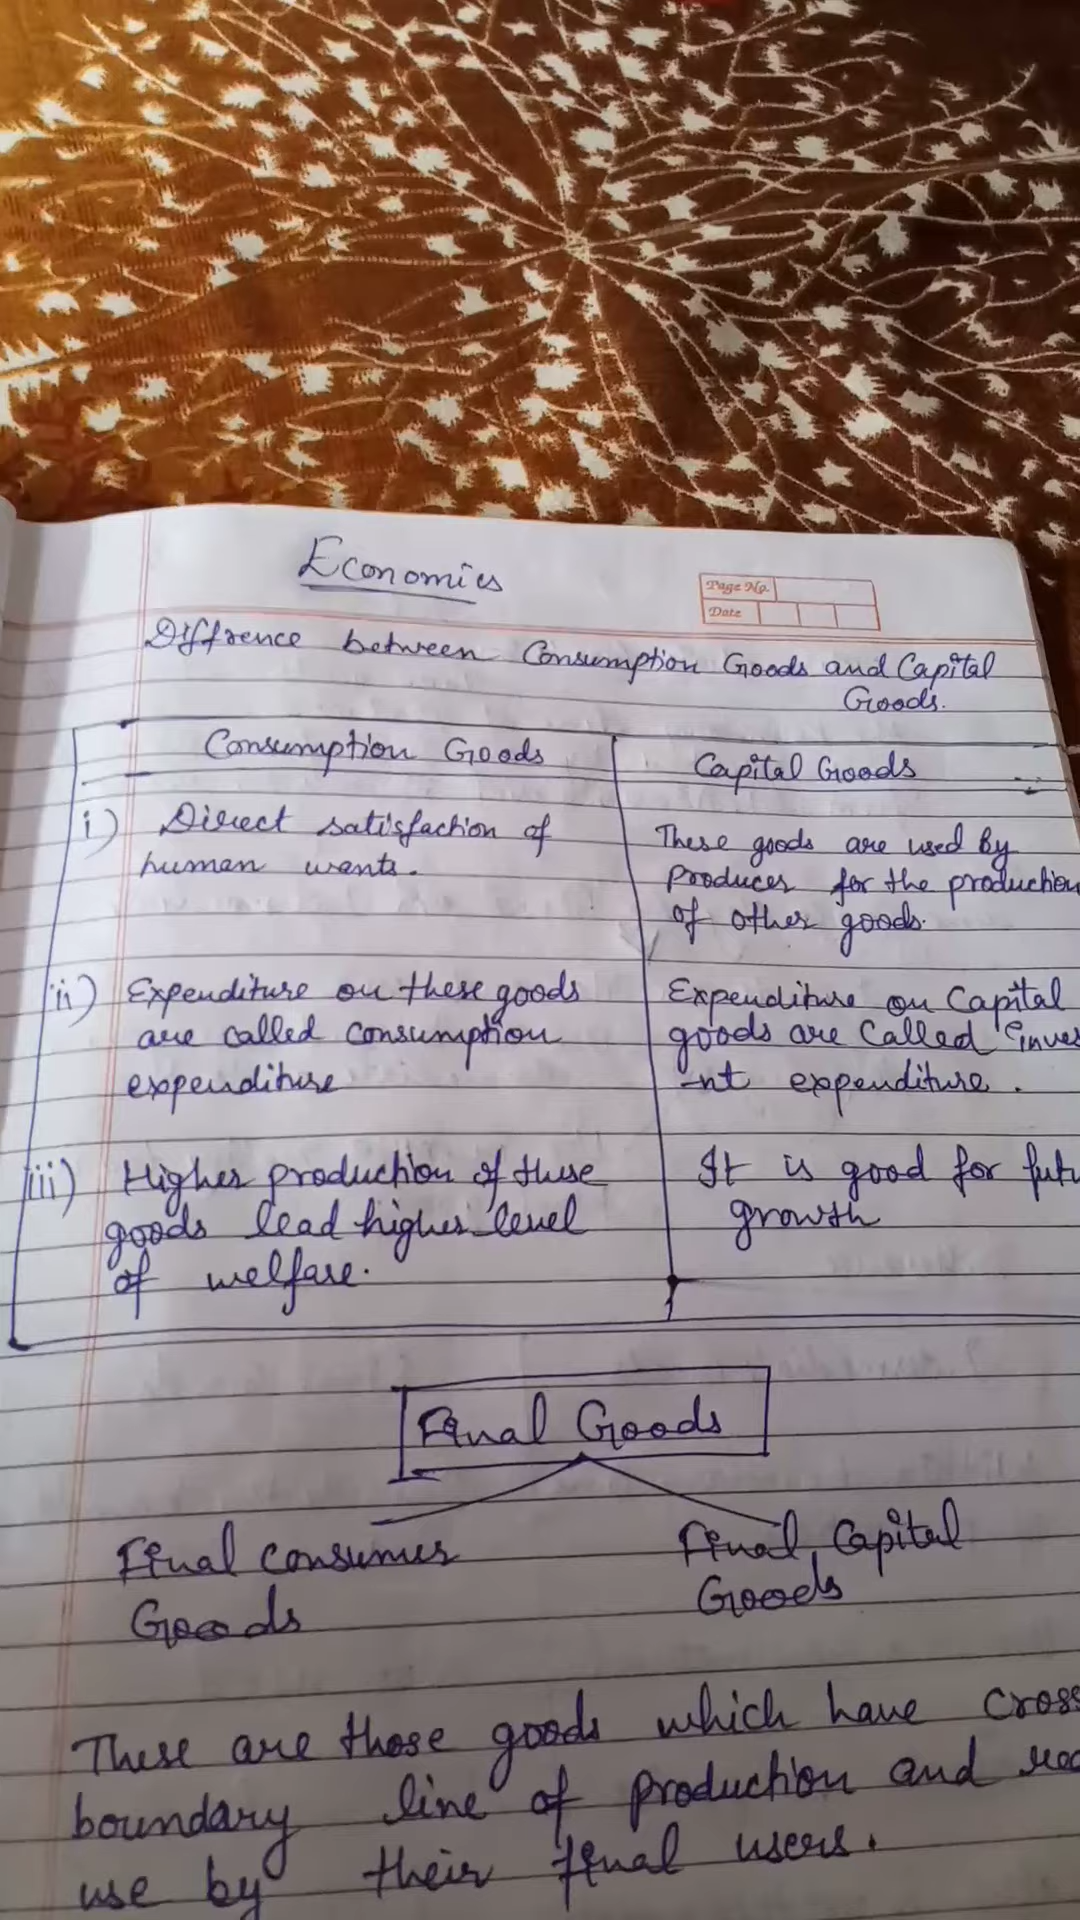 Economics
Page No.
Date
Diffrence between Consumption Goods and Capital
Goods.
Consumption Goods
Capital Goods
i) Direct satisfaction of
human wants.
These goods are used by
producer for the production
of other goods.
ii) Expenditure on these goods
are called consumption
expenditure
Expenditure on Capital
goods are Called inves
-nt expenditure.
iii) Higher production of these
goods lead higher level
of welfare.
It is good for futu
growth
Final Goods
Final consumer
Goods
Final Capital
Goods
These are those goods which have cross
boundary line of production and rea
use by their final users.